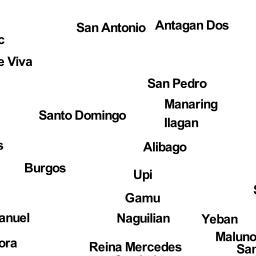 San Antonio
Antagan Dos
e Viva
San Pedro
Manaring
Santo Domingo
Ilagan
Alibago
Burgos
Upi
Gamu
anuel
Naguilian
Yeban
Maluno
ora
Reina Mercedes
San